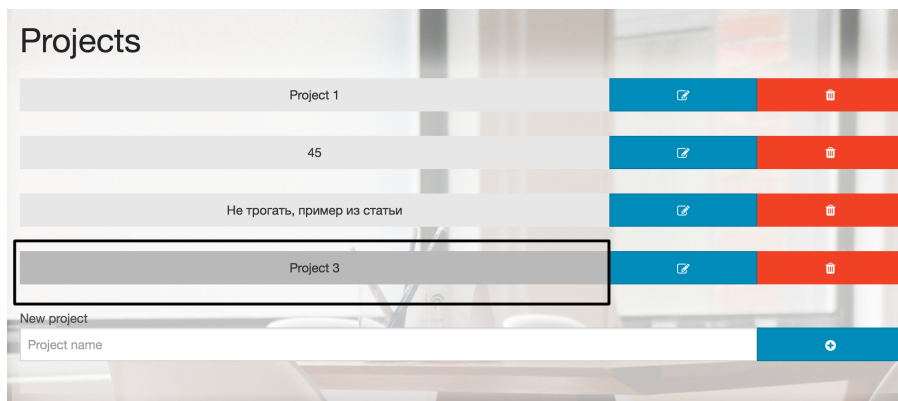 Projects
Project 1
45
Не трогать, пример из статьи
Project 3
New project
Project name